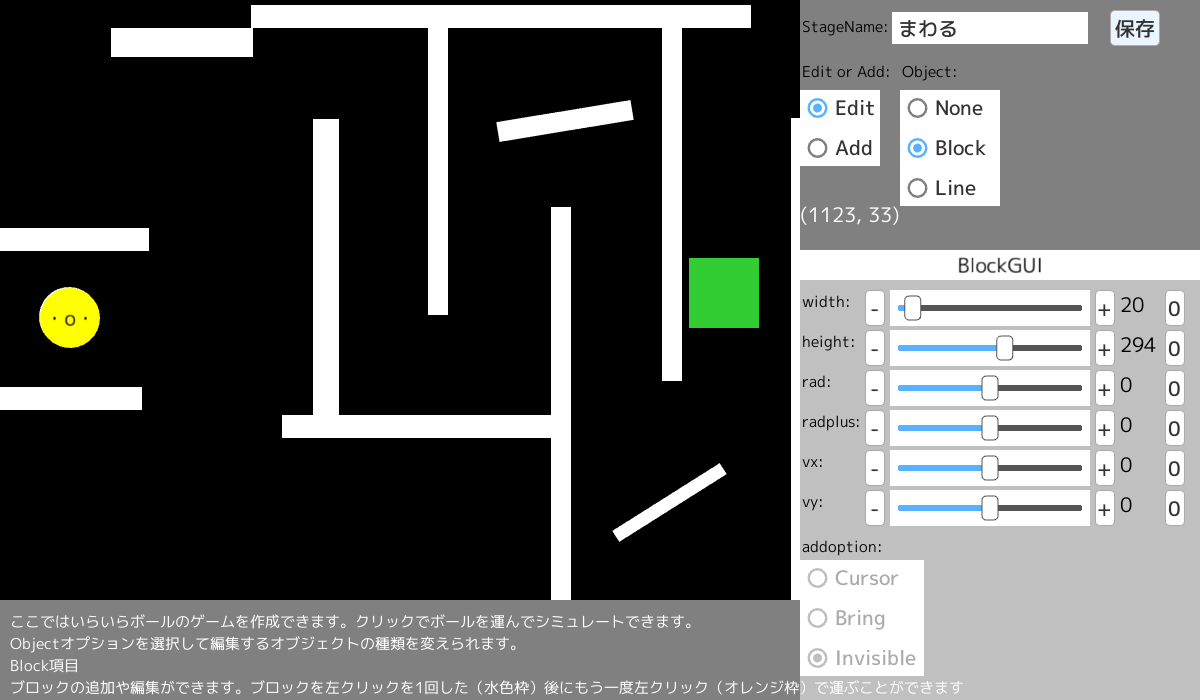 StageName: まわる 保存
Edit or Add: Object:
Edit
Add
None
Block
Line
(1123, 33)
BlockGUI
width: - + 20 0
height: - + 294 0
rad: - + 0 0
radplus: - + 0 0
vx: - + 0 0
vy: - + 0 0
addoption:
Cursor
Bring
Invisible
・o・
ここではいらいらボールのゲームを作成できます。クリックでボールを運んでシミュレートできます。
Objectオプションを選択して編集するオブジェクトの種類を変えられます。
Block項目
ブロックの追加や編集ができます。ブロックを左クリックを1回した（水色枠）後にもう一度左クリック（オレンジ枠）で運ぶことができます